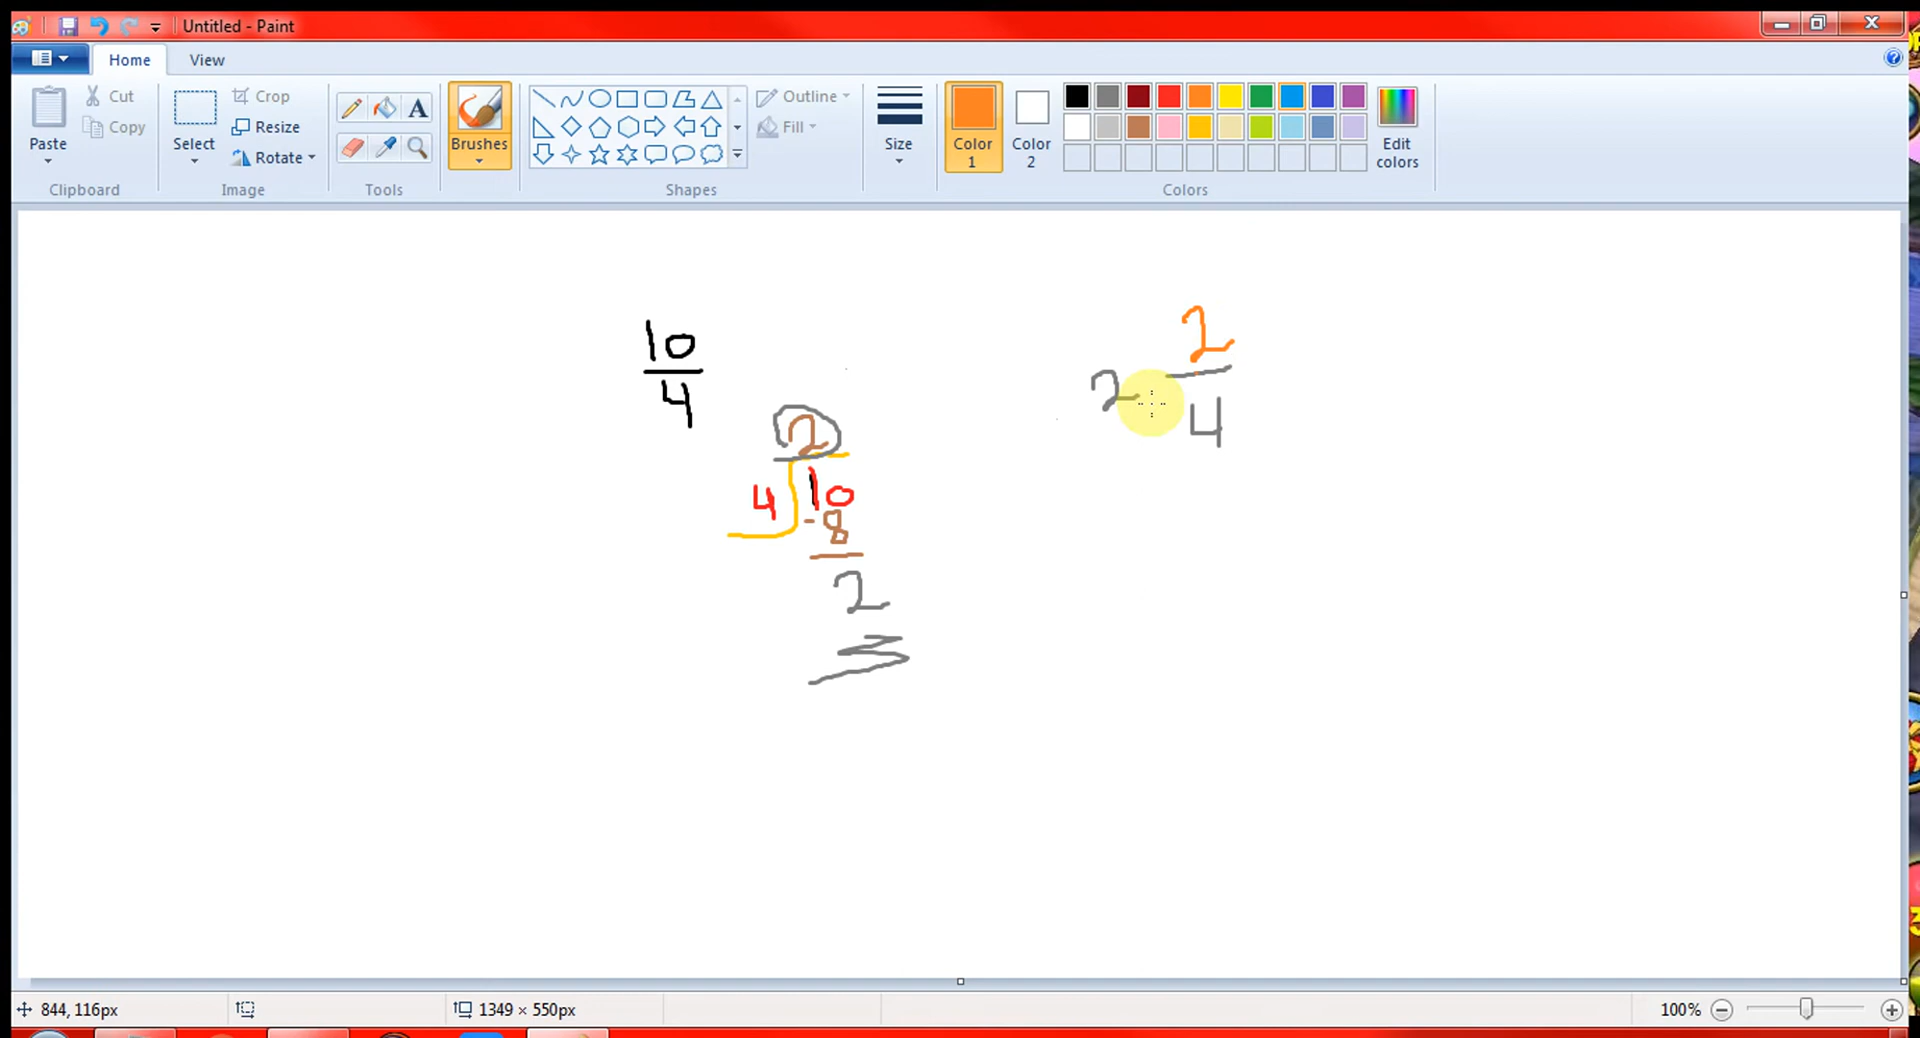 Untitled - Paint
Home View
Paste
Cut
Copy
Clipboard
Select
Crop
Resize
Rotate
Image
A
Tools
Brushes
Shapes
Outline
Fill
Size
Color 1
Color 2
Edit colors
Colors
10
4
2
4 10
-8
2
2 2
4
844, 116px
1349 × 550px
100%